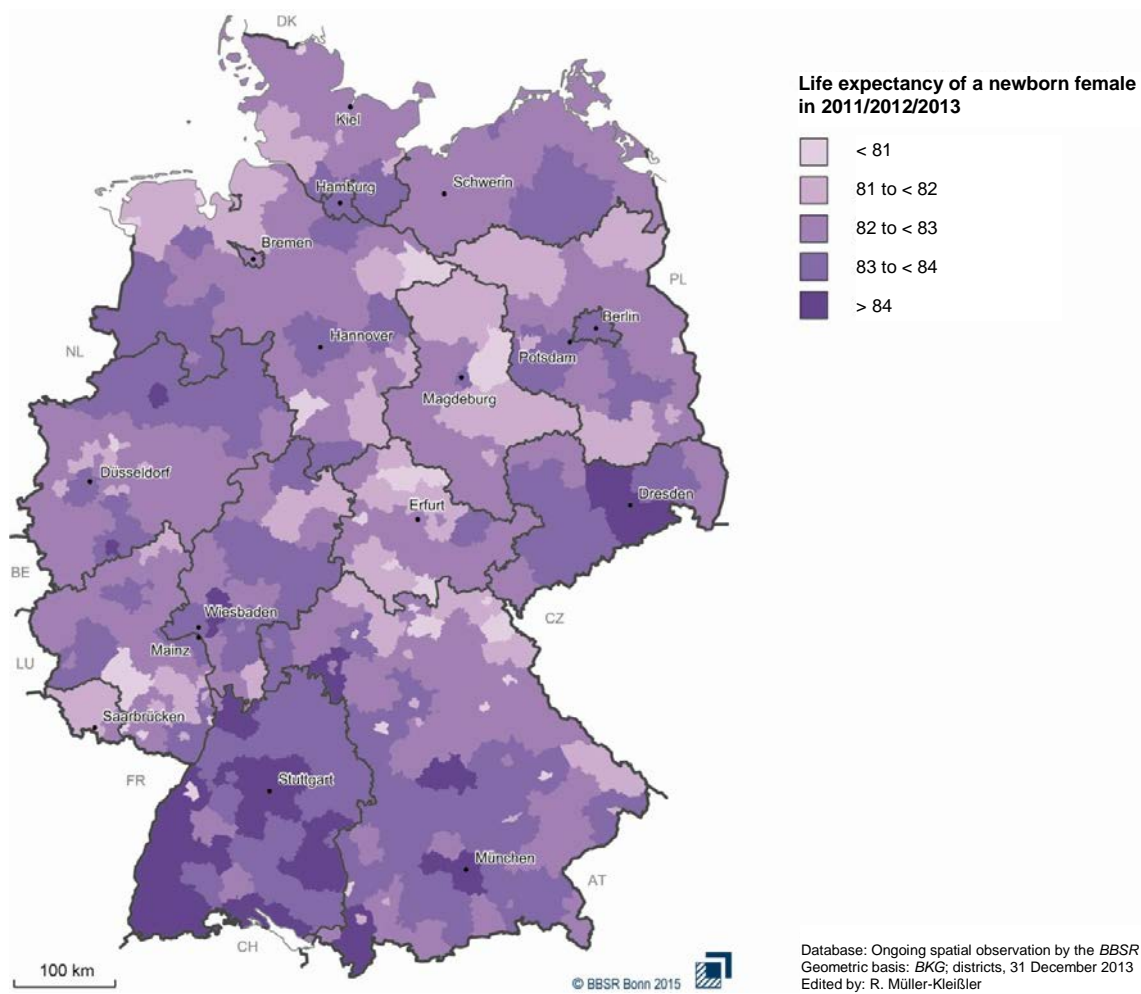 DK
Kiel
Hamburg
Schwerin
Bremen
PL
Berlin
Hannover
NL
Potsdam
Magdeburg
Düsseldorf
Dresden
Erfurt
BE
Wiesbaden
CZ
Mainz
LU
Saarbrücken
FR
Stuttgart
München
AT
CH
100 km
© BBSR Bonn 2015
Life expectancy of a newborn female
in 2011/2012/2013
< 81
81 to < 82
82 to < 83
83 to < 84
> 84
Database: Ongoing spatial observation by the BBSR
Geometric basis: BKG; districts, 31 December 2013
Edited by: R. Müller-Kleißler